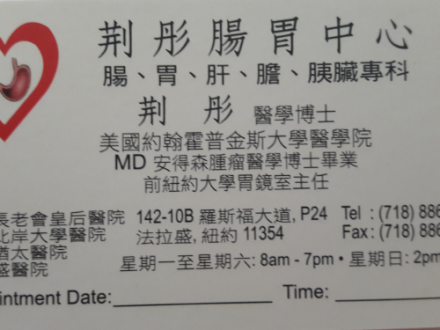 荆彤腸胃中心
腸、胃、肝、膽、胰臟專科
荆彤 醫學博士
美國約翰霍普金斯大學醫學院
MD 安得森腫瘤醫學博士畢業
前紐約大學胃鏡室主任
長老會皇后醫院 142-10B 羅斯福大道, P24 Tel : (718) 886
北岸大學醫院 法拉盛, 紐約 11354 Fax : (718) 886
猶太醫院
盛醫院 星期一至星期六: 8am - 7pm • 星期日: 2pm
intment Date: Time: